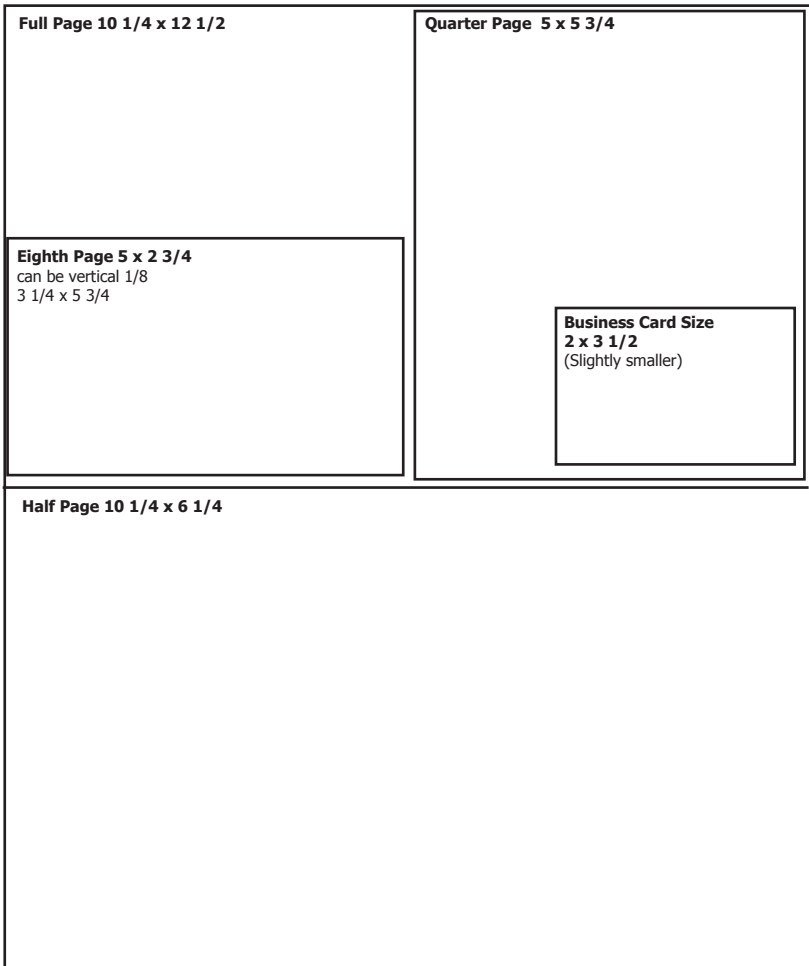 Full Page 10 1/4 x 12 1/2
Quarter Page  5 x 5 3/4
Eighth Page 5 x 2 3/4
can be vertical 1/8
3 1/4 x 5 3/4
Business Card Size
2 x 3 1/2
(Slightly smaller)
Half Page 10 1/4 x 6 1/4